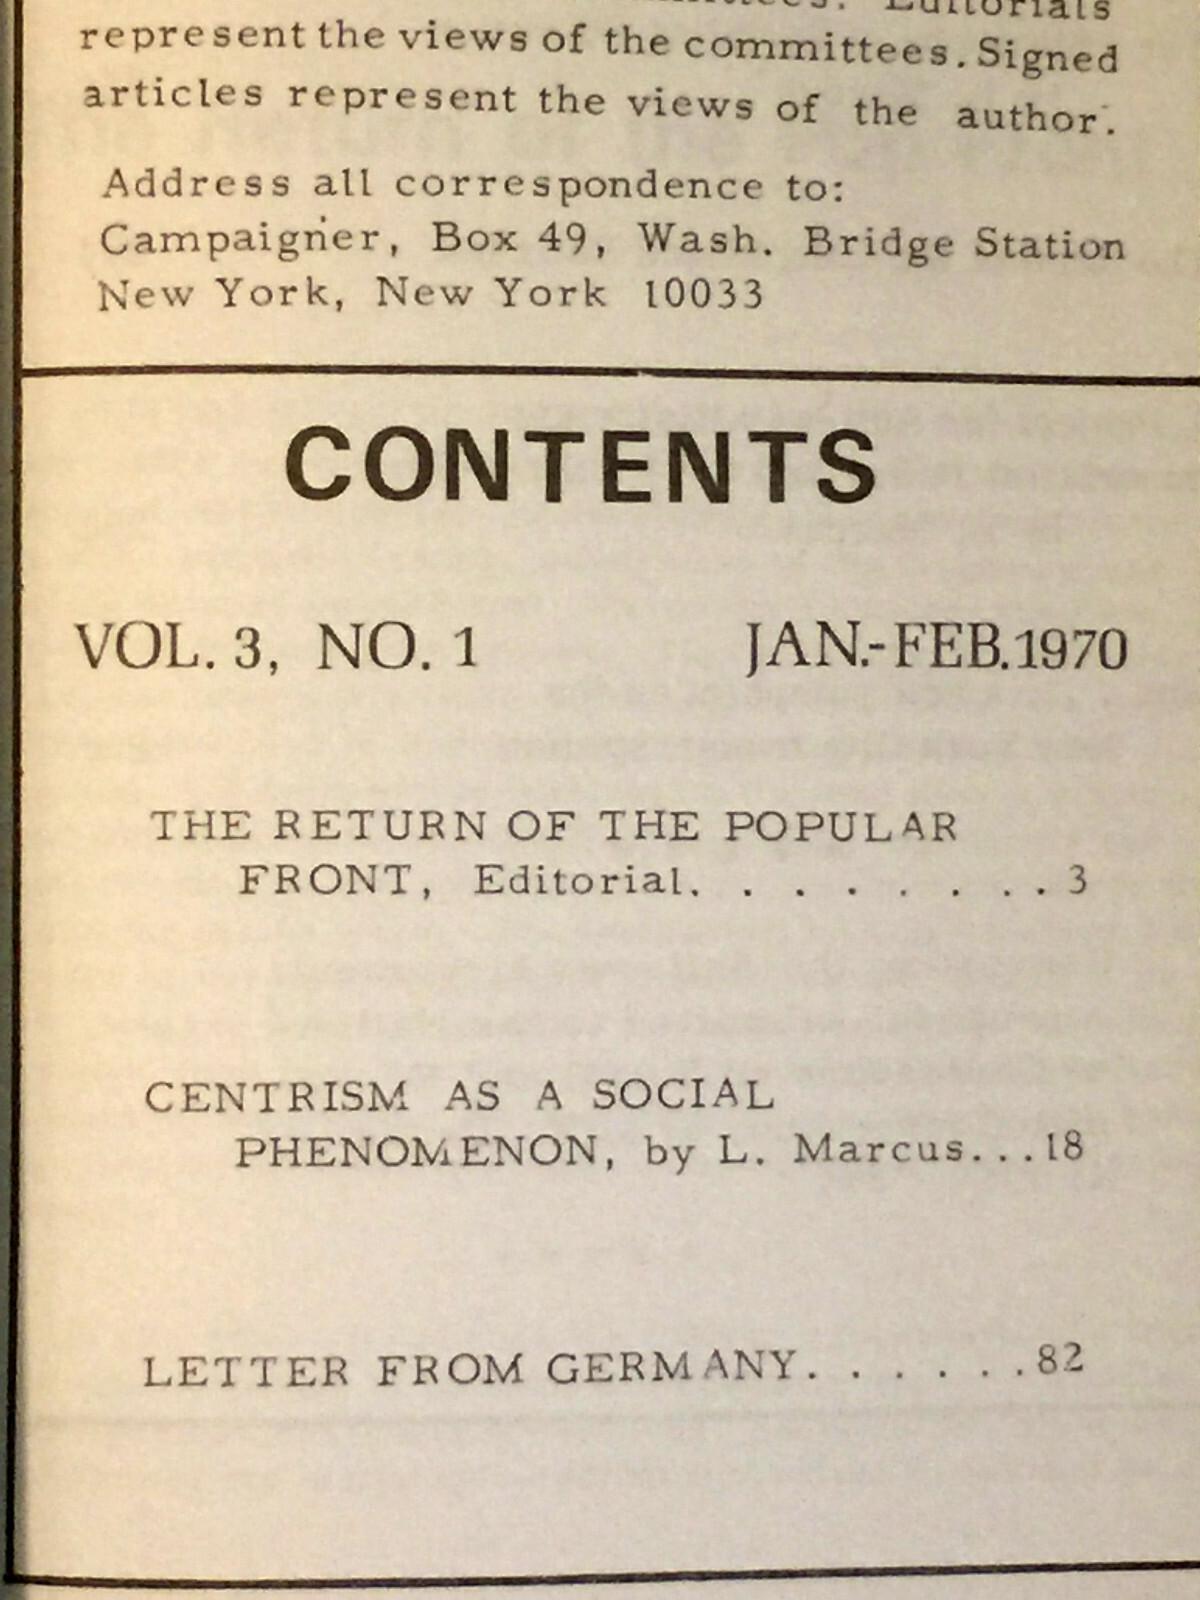 Editorials
represent the views of the committees. Signed
articles represent the views of the author.
Address all correspondence to:
Campaigner, Box 49, Wash. Bridge Station
New York, New York 10033
CONTENTS
VOL. 3, NO. 1 JAN.-FEB. 1970
THE RETURN OF THE POPULAR
FRONT, Editorial. . . . . . . . 3
CENTRISM AS A SOCIAL
PHENOMENON, by L. Marcus...18
LETTER FROM GERMANY. . . . . .82